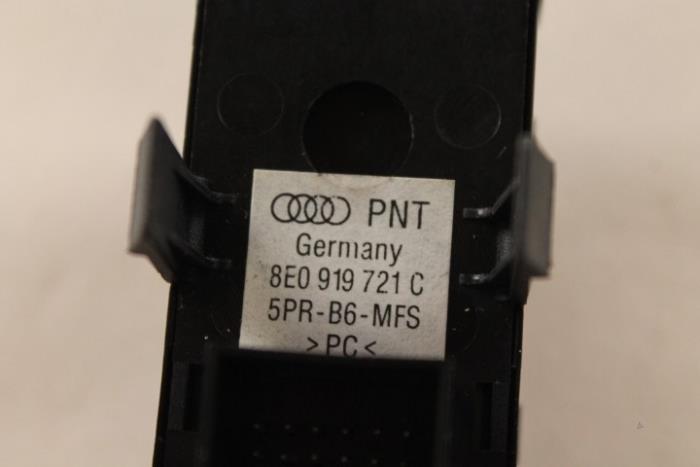 PNT
Germany
8E0 919 721 C
5PR-B6-MFS
>PC<